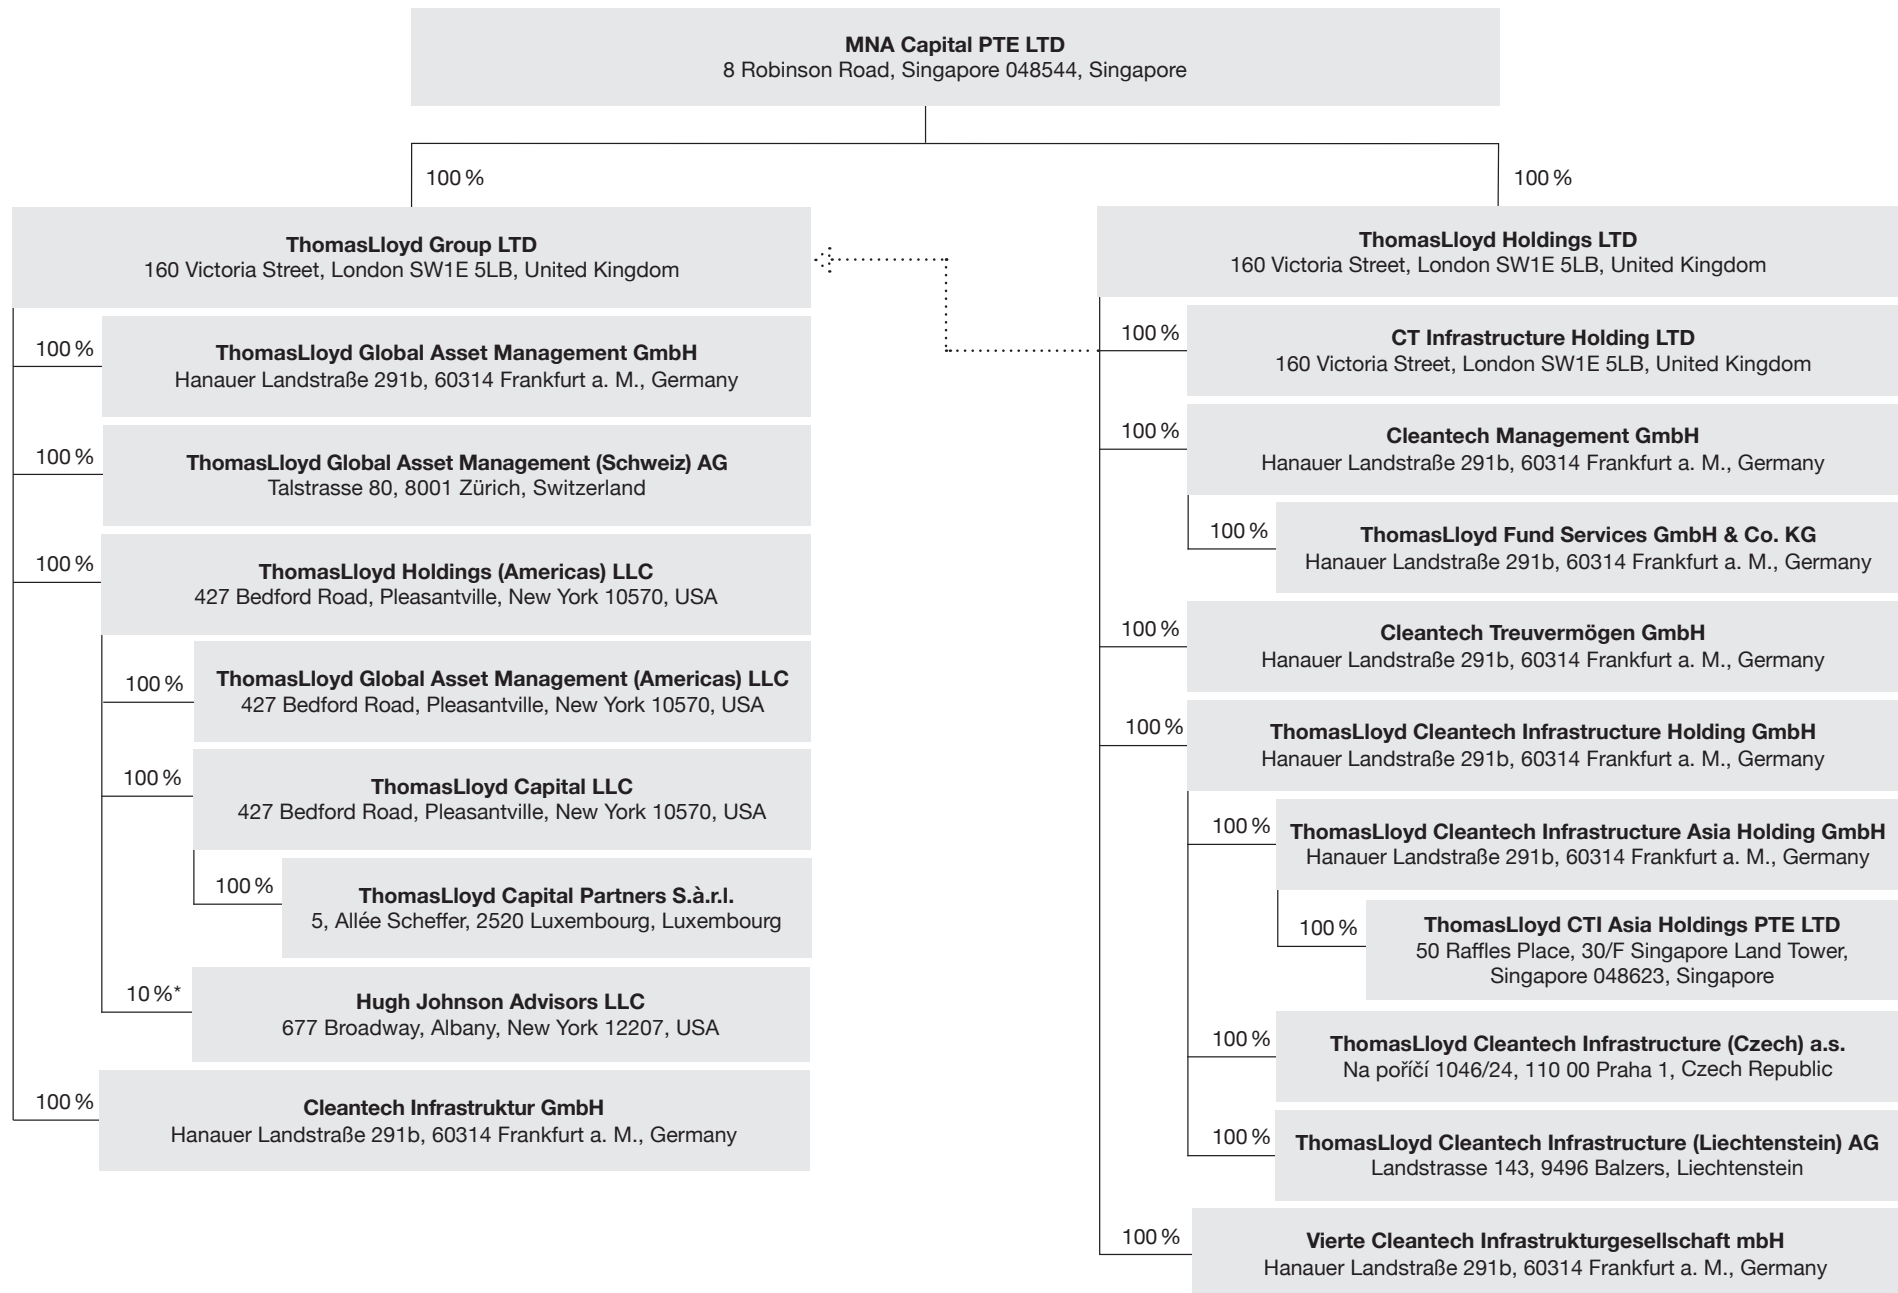 MNA Capital PTE LTD
8 Robinson Road, Singapore 048544, Singapore
100 %
100 %
ThomasLloyd Group LTD
160 Victoria Street, London SW1E 5LB, United Kingdom
100 %
ThomasLloyd Global Asset Management GmbH
Hanauer Landstraße 291b, 60314 Frankfurt a. M., Germany
100 %
ThomasLloyd Global Asset Management (Schweiz) AG
Talstrasse 80, 8001 Zürich, Switzerland
100 %
ThomasLloyd Holdings (Americas) LLC
427 Bedford Road, Pleasantville, New York 10570, USA
100 %
ThomasLloyd Global Asset Management (Americas) LLC
427 Bedford Road, Pleasantville, New York 10570, USA
100 %
ThomasLloyd Capital LLC
427 Bedford Road, Pleasantville, New York 10570, USA
100 %
ThomasLloyd Capital Partners S.à.r.l.
5, Allée Scheffer, 2520 Luxembourg, Luxembourg
10 %*
Hugh Johnson Advisors LLC
677 Broadway, Albany, New York 12207, USA
100 %
Cleantech Infrastruktur GmbH
Hanauer Landstraße 291b, 60314 Frankfurt a. M., Germany
ThomasLloyd Holdings LTD
160 Victoria Street, London SW1E 5LB, United Kingdom
100 %
CT Infrastructure Holding LTD
160 Victoria Street, London SW1E 5LB, United Kingdom
100 %
Cleantech Management GmbH
Hanauer Landstraße 291b, 60314 Frankfurt a. M., Germany
100 %
ThomasLloyd Fund Services GmbH & Co. KG
Hanauer Landstraße 291b, 60314 Frankfurt a. M., Germany
100 %
Cleantech Treuvermögen GmbH
Hanauer Landstraße 291b, 60314 Frankfurt a. M., Germany
100 %
ThomasLloyd Cleantech Infrastructure Holding GmbH
Hanauer Landstraße 291b, 60314 Frankfurt a. M., Germany
100 %
ThomasLloyd Cleantech Infrastructure Asia Holding GmbH
Hanauer Landstraße 291b, 60314 Frankfurt a. M., Germany
100 %
ThomasLloyd CTI Asia Holdings PTE LTD
50 Raffles Place, 30/F Singapore Land Tower,
Singapore 048623, Singapore
100 %
ThomasLloyd Cleantech Infrastructure (Czech) a.s.
Na poříčí 1046/24, 110 00 Praha 1, Czech Republic
100 %
ThomasLloyd Cleantech Infrastructure (Liechtenstein) AG
Landstrasse 143, 9496 Balzers, Liechtenstein
100 %
Vierte Cleantech Infrastrukturgesellschaft mbH
Hanauer Landstraße 291b, 60314 Frankfurt a. M., Germany